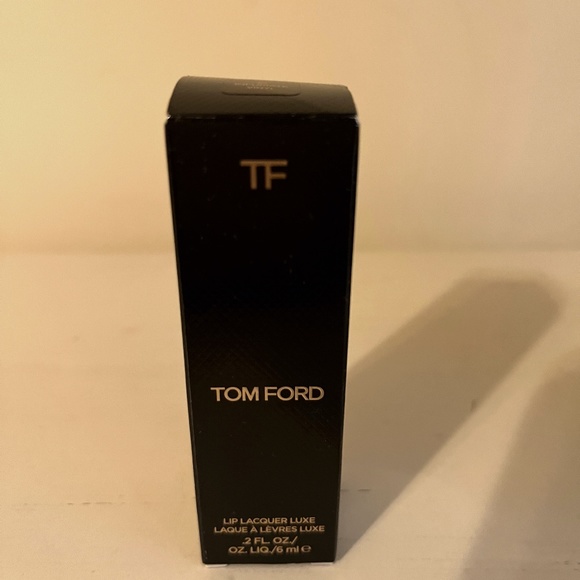 TF
TOM FORD
LIP LACQUER LUXE
LAQUE À LÈVRES LUXE
.2 FL. OZ./
OZ. LIQ./6 ml ℮